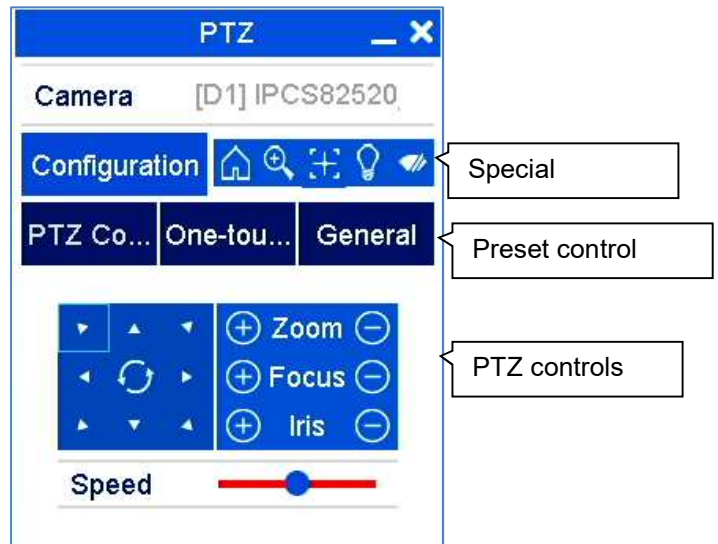 PTZ
Camera [D1] IPCS82520
Configuration
Special
PTZ Co... One-tou... General
Preset control
Zoom
Focus
Iris
PTZ controls
Speed